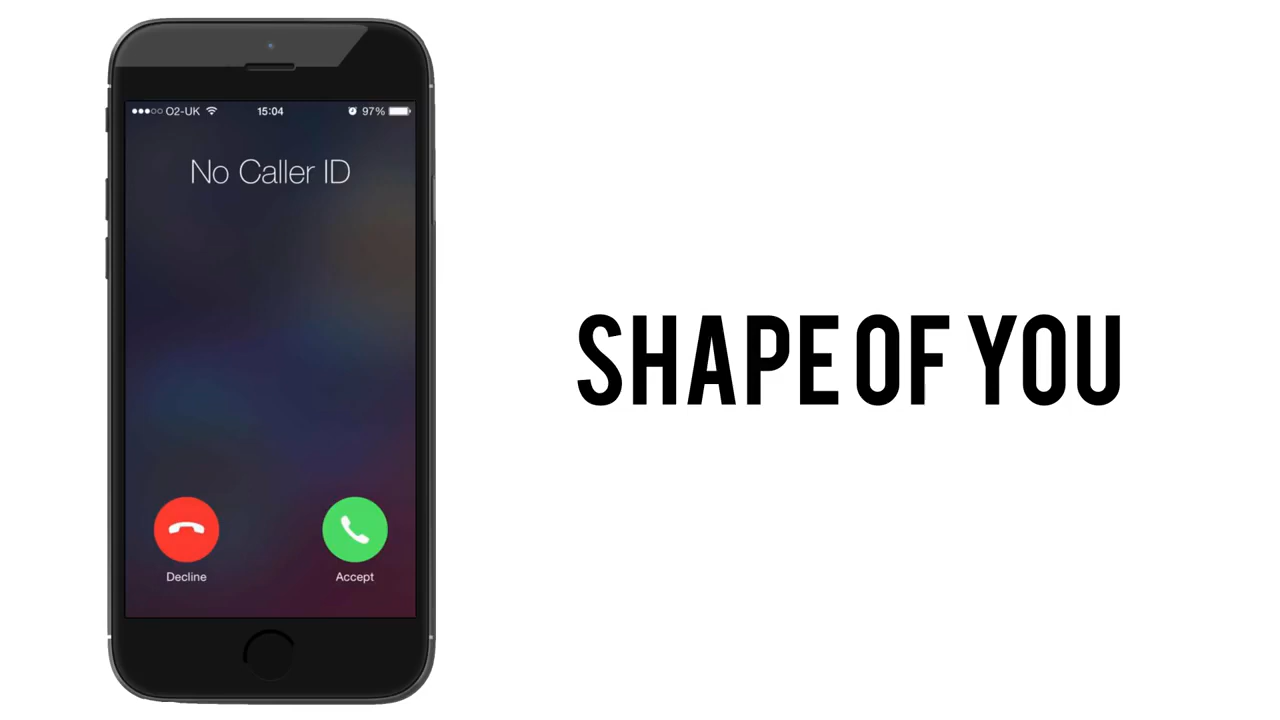 ●●●○○ O2-UK 15:04 97%
No Caller ID
SHAPE OF YOU
Decline Accept